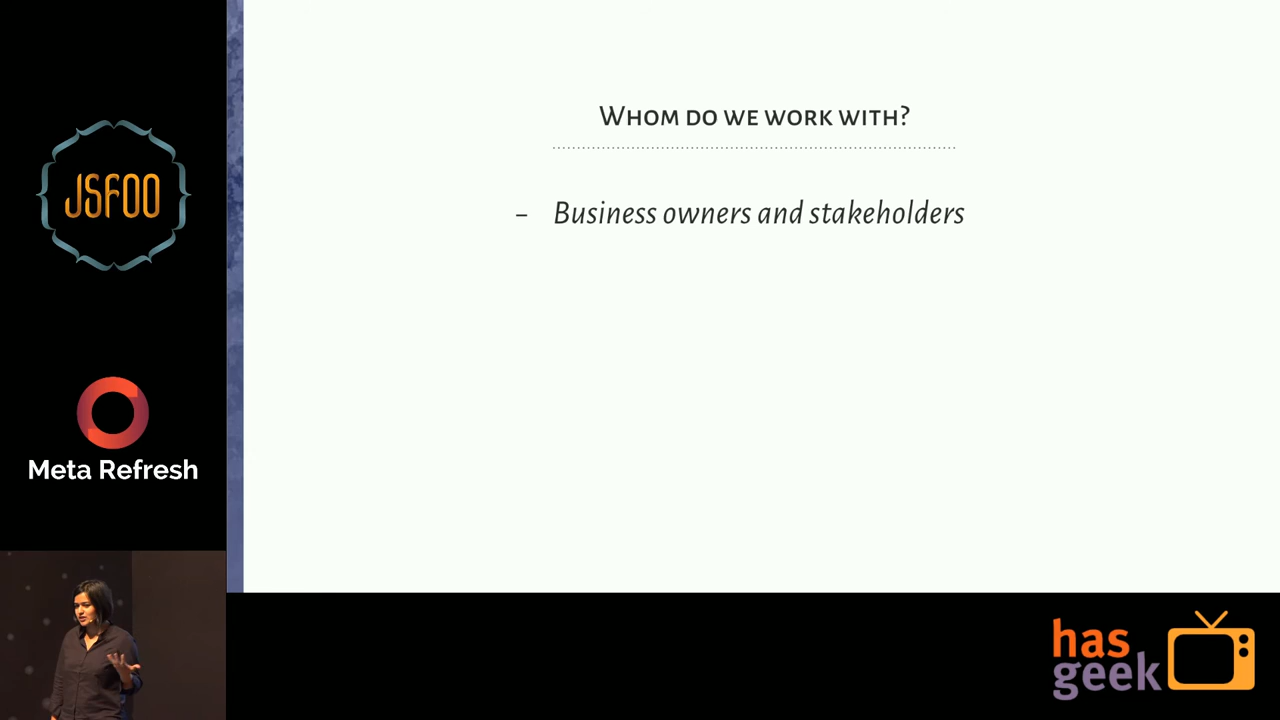 JSFOO
Meta Refresh
Whom do we work with?
– Business owners and stakeholders
has
geek